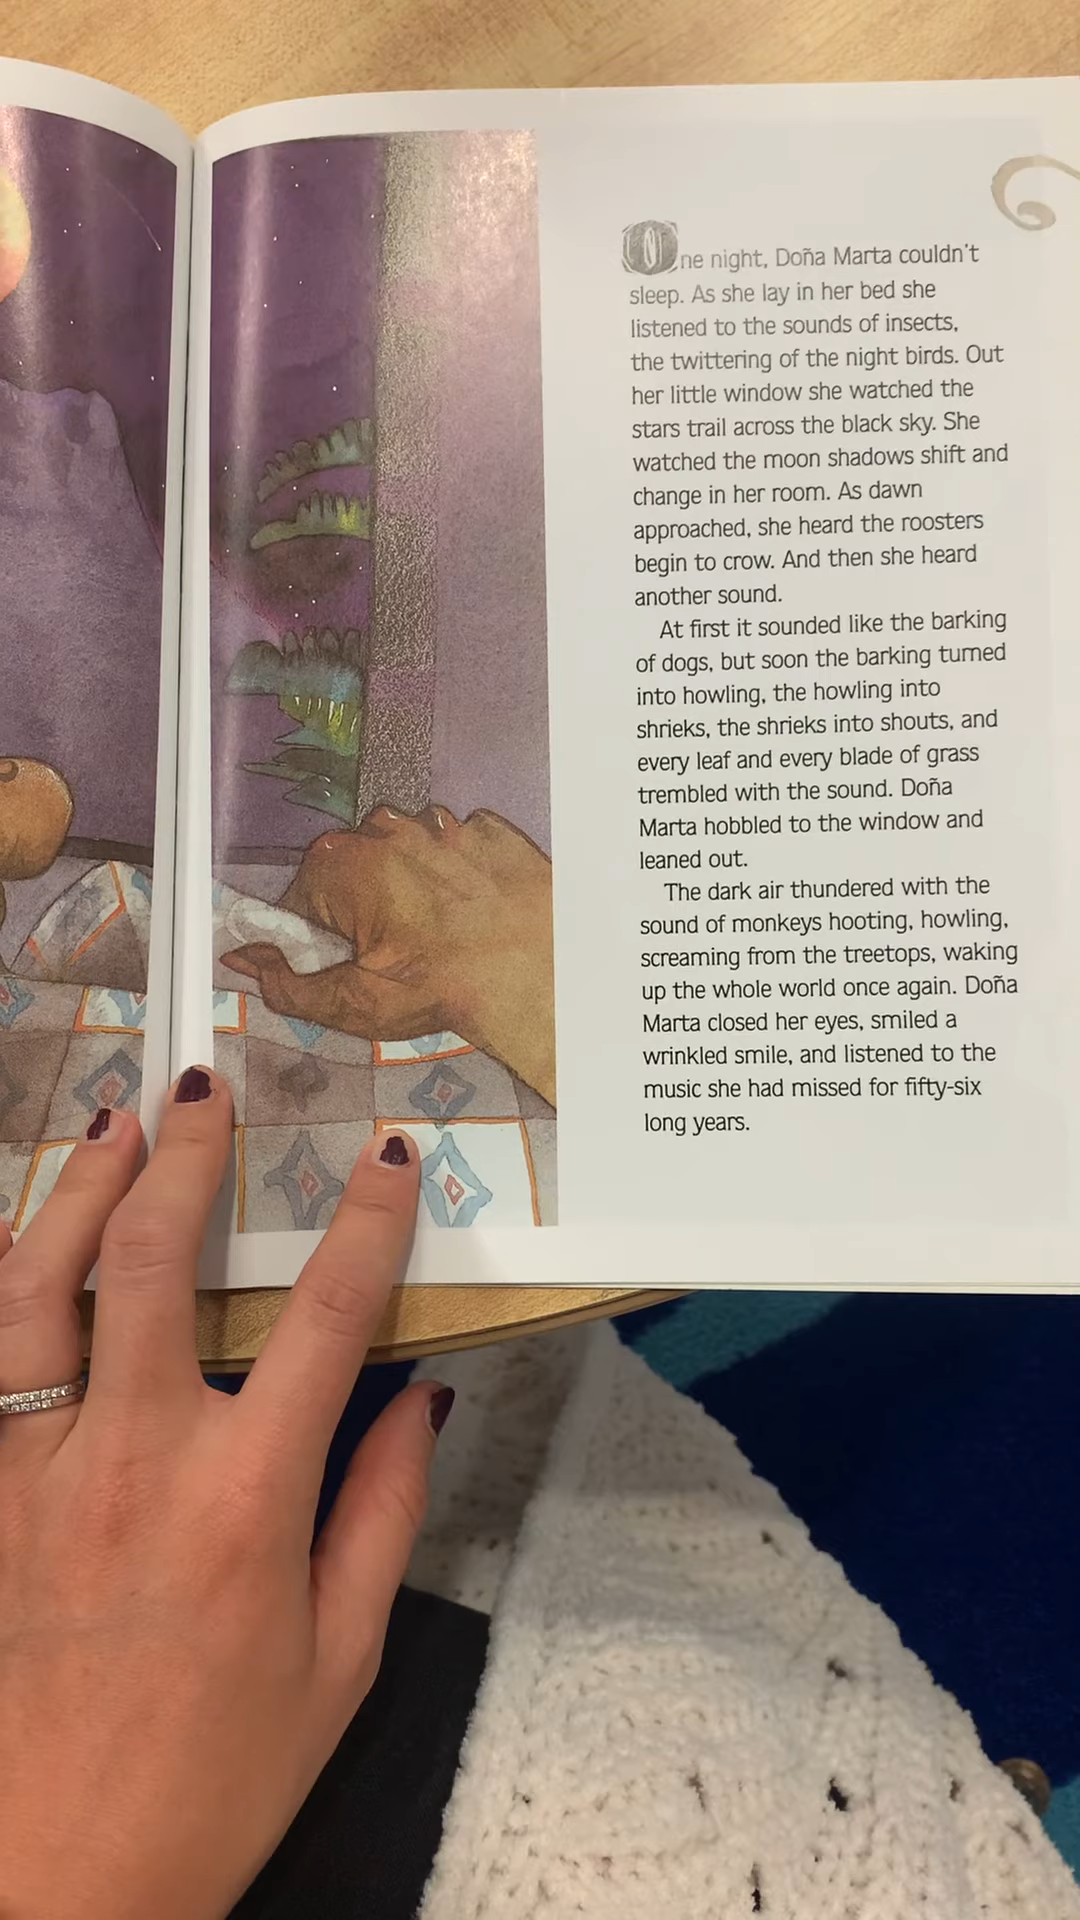 One night, Doña Marta couldn't
sleep. As she lay in her bed she
listened to the sounds of insects,
the twittering of the night birds. Out
her little window she watched the
stars trail across the black sky. She
watched the moon shadows shift and
change in her room. As dawn
approached, she heard the roosters
begin to crow. And then she heard
another sound.
At first it sounded like the barking
of dogs, but soon the barking turned
into howling, the howling into
shrieks, the shrieks into shouts, and
every leaf and every blade of grass
trembled with the sound. Doña
Marta hobbled to the window and
leaned out.
The dark air thundered with the
sound of monkeys hooting, howling,
screaming from the treetops, waking
up the whole world once again. Doña
Marta closed her eyes, smiled a
wrinkled smile, and listened to the
music she had missed for fifty-six
long years.